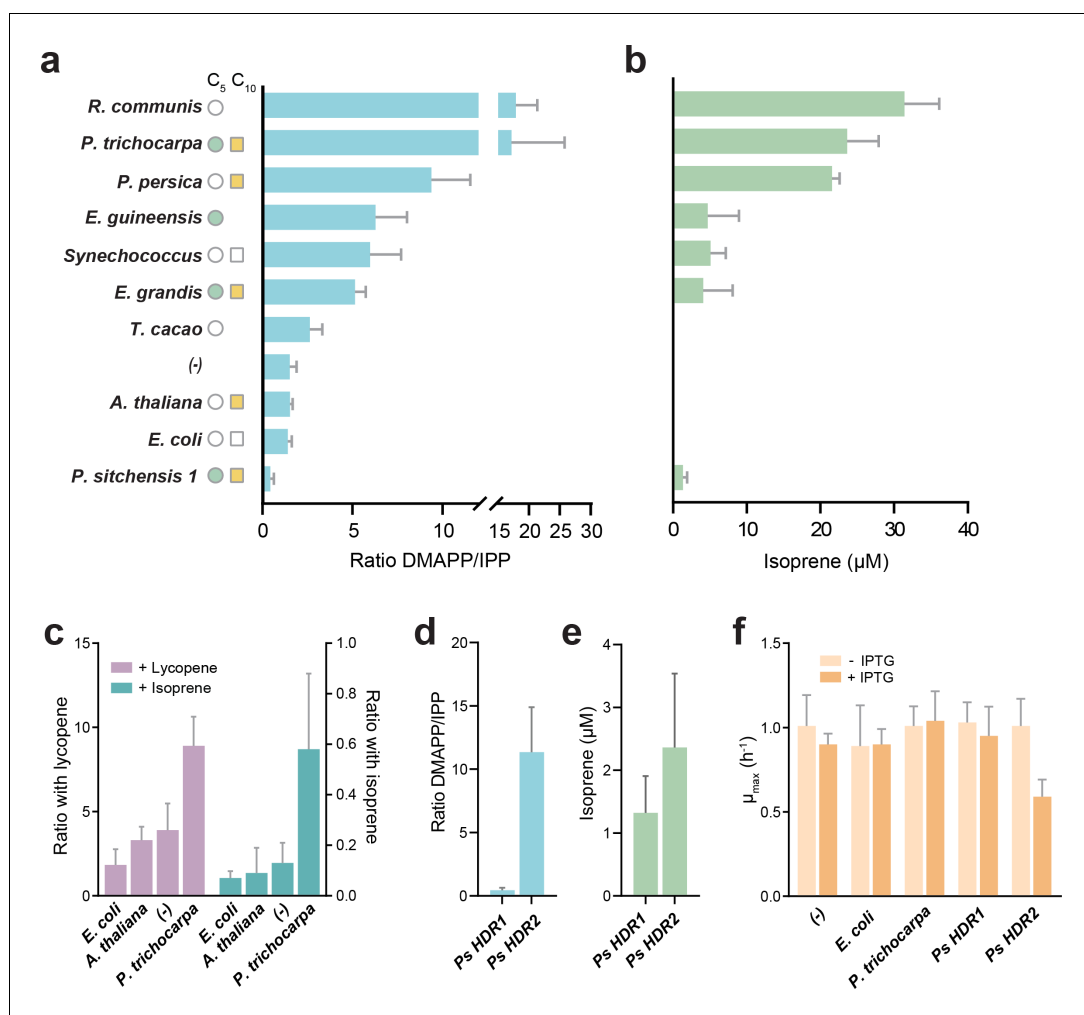 a
C5 C10
R. communis
P. trichocarpa
P. persica
E. guineensis
Synechococcus
E. grandis
T. cacao
(-)
A. thaliana
E. coli
P. sitchensis 1
0 5 10 15 20 25 30
Ratio DMAPP/IPP
b
0 10 20 30 40
Isoprene (µM)
c
15
10
5
0
Ratio with lycopene
+ Lycopene
+ Isoprene
1.0
0.8
0.6
0.4
0.2
0.0
Ratio with isoprene
E. coli
A. thaliana
(-)
P. trichocarpa
E. coli
A. thaliana
(-)
P. trichocarpa
d
20
15
10
5
0
Ratio DMAPP/IPP
Ps HDR1
Ps HDR2
e
4
3
2
1
0
Isoprene (µM)
Ps HDR1
Ps HDR2
f
1.5
1.0
0.5
0.0
µmax (h-1)
- IPTG
+ IPTG
(-)
E. coli
P. trichocarpa
Ps HDR1
Ps HDR2